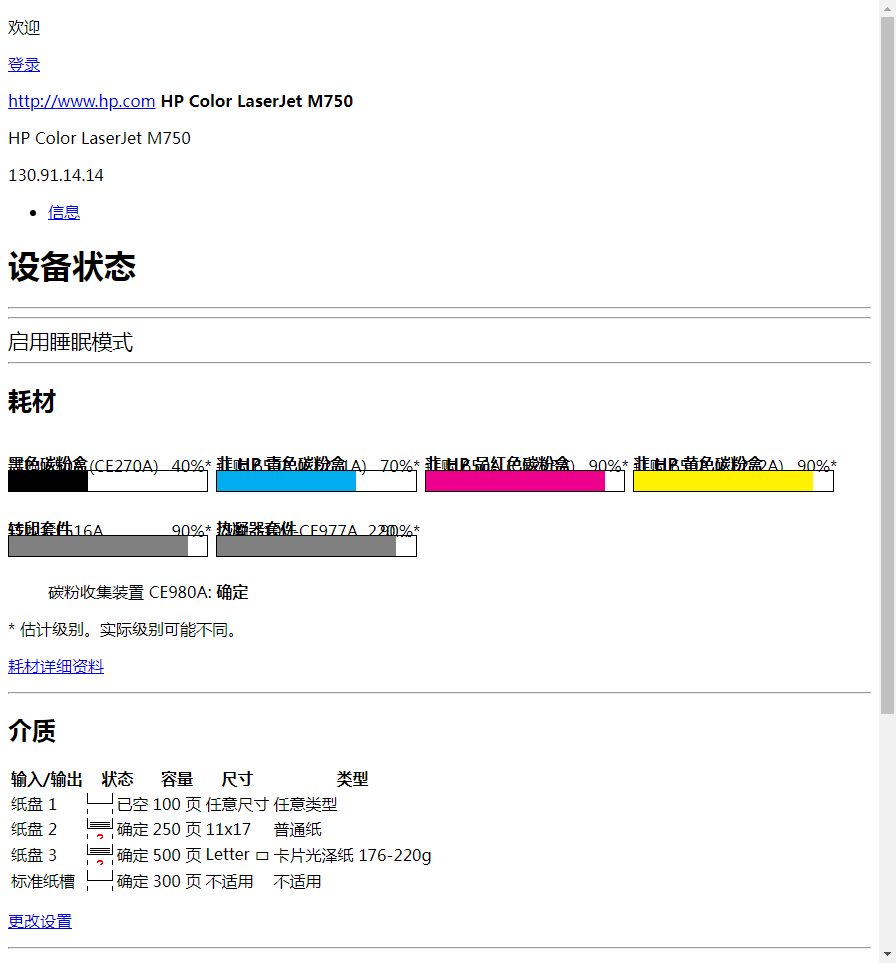 欢迎
登录
http://www.hp.com HP Color LaserJet M750
HP Color LaserJet M750
130.91.14.14
信息
设备状态
启用睡眠模式
耗材
黑色碳粉盒 (CE270A) 40%* 非 HP 青色碳粉盒 70%* 非 HP 品红色碳粉盒 90%* 非 HP 黄色碳粉盒 90%*
转印套件 90%* 热凝器套件 90%*
碳粉收集装置 CE980A: 确定
* 估计级别。实际级别可能不同。
耗材详细资料
介质
输入/输出 状态 容量 尺寸 类型
纸盘 1 已空 100 页 任意尺寸 任意类型
纸盘 2 确定 250 页 11x17 普通纸
纸盘 3 确定 500 页 Letter 卡片光泽纸 176-220g
标准纸槽 确定 300 页 不适用 不适用
更改设置